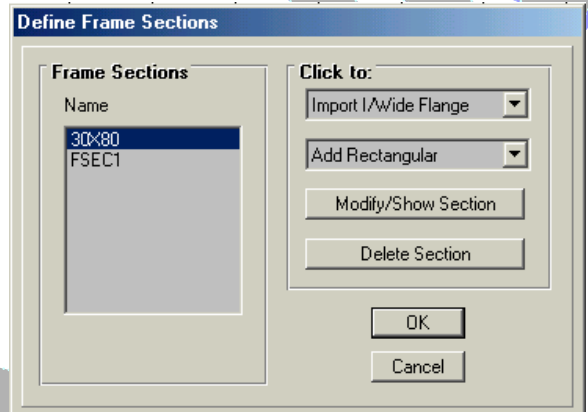 Define Frame Sections
Frame Sections
Name
30X80
FSEC1
Click to:
Import I/Wide Flange
Add Rectangular
Modify/Show Section
Delete Section
OK
Cancel